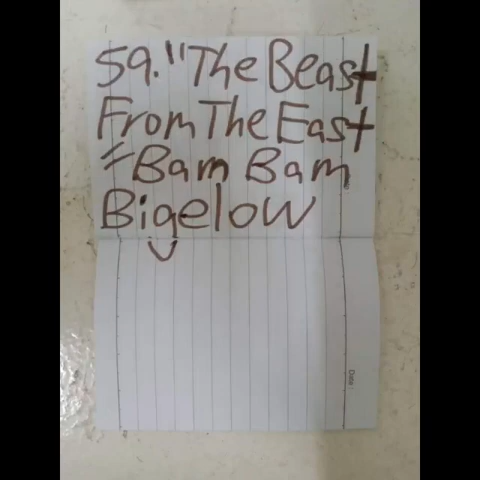 59. "The Beast
From The East
" Bam Bam
Bigelow
Date: